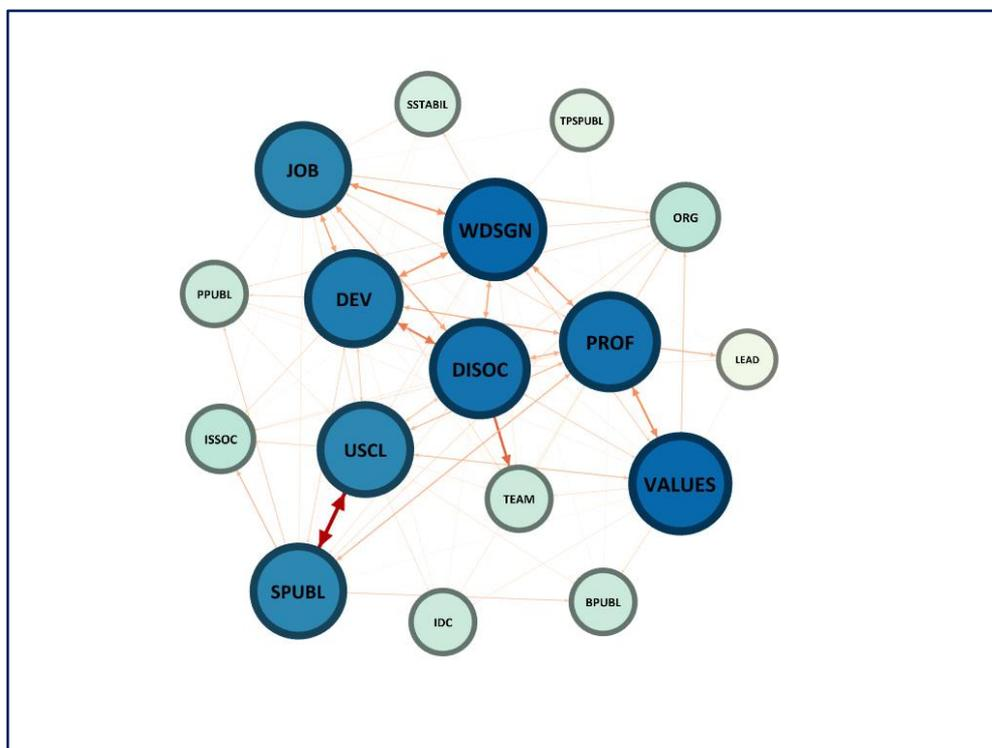 SSTABIL
TPSPUBL
JOB
ORG
WDSGN
PPUBL
DEV
PROF
LEAD
DISOC
ISSOC
USCL
VALUES
TEAM
SPUBL
BPUBL
IDC